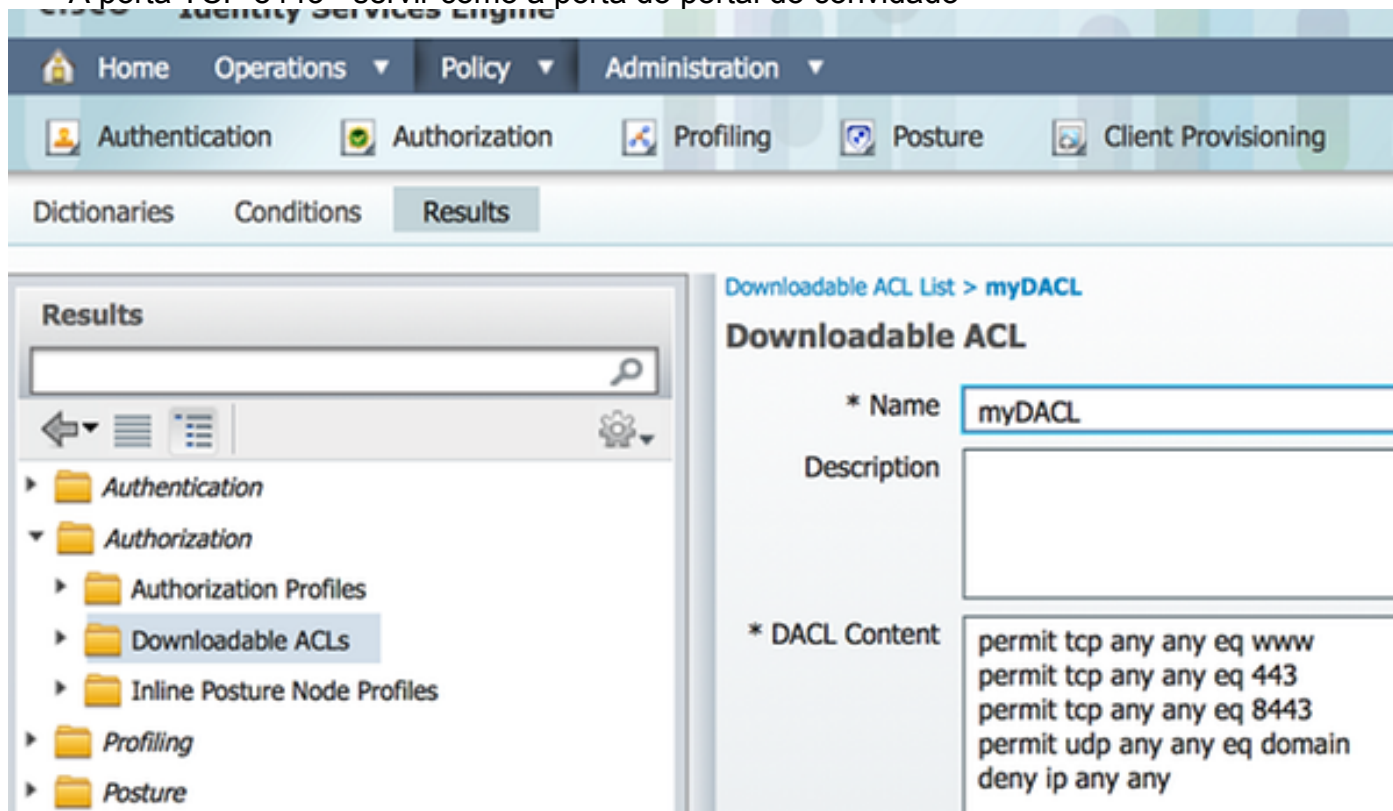 Identity Services Engine
Home Operations Policy Administration
Authentication Authorization Profiling Posture Client Provisioning
Dictionaries Conditions Results
Results
Authentication
Authorization
Authorization Profiles
Downloadable ACLs
Inline Posture Node Profiles
Profiling
Posture
Downloadable ACL List > myDACL
Downloadable ACL
* Name myDACL
Description
* DACL Content permit tcp any any eq www
permit tcp any any eq 443
permit tcp any any eq 8443
permit udp any any eq domain
deny ip any any